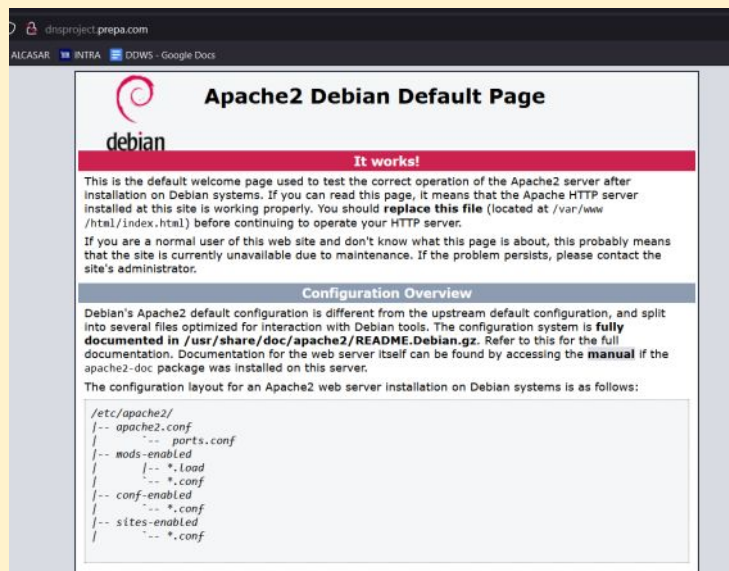 dnsproject.prepa.com
ALCASAR INTRA DDWS - Google Docs
Apache2 Debian Default Page
debian
It works!
This is the default welcome page used to test the correct operation of the Apache2 server after
installation on Debian systems. If you can read this page, it means that the Apache HTTP server
installed at this site is working properly. You should replace this file (located at /var/www
/html/index.html) before continuing to operate your HTTP server.
If you are a normal user of this web site and don't know what this page is about, this probably means
that the site is currently unavailable due to maintenance. If the problem persists, please contact the
site's administrator.
Configuration Overview
Debian's Apache2 default configuration is different from the upstream default configuration, and split
into several files optimized for interaction with Debian tools. The configuration system is fully
documented in /usr/share/doc/apache2/README.Debian.gz. Refer to this for the full
documentation. Documentation for the web server itself can be found by accessing the manual if the
apache2-doc package was installed on this server.
The configuration layout for an Apache2 web server installation on Debian systems is as follows:
/etc/apache2/
|-- apache2.conf
|       `--  ports.conf
|-- mods-enabled
|       |-- *.load
|       `-- *.conf
|-- conf-enabled
|       `-- *.conf
|-- sites-enabled
|       `-- *.conf